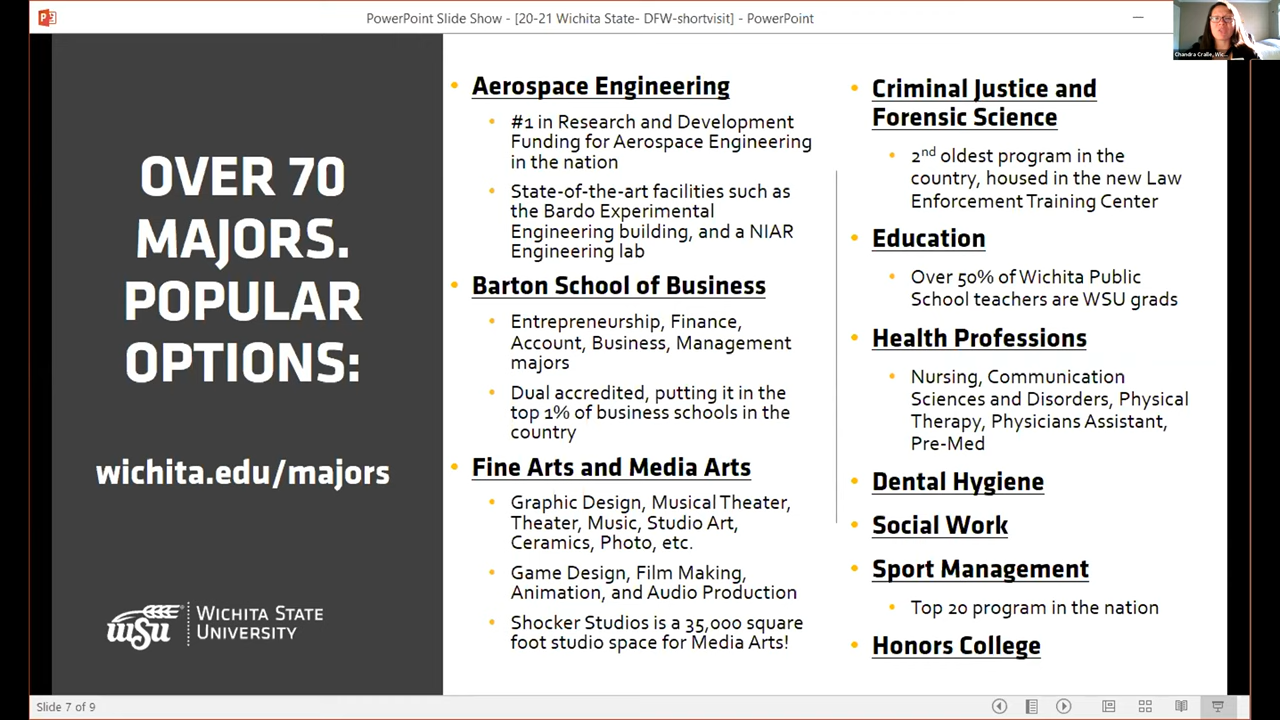 PowerPoint Slide Show - [20-21 Wichita State- DFW-shortvisit] - PowerPoint
OVER 70
MAJORS.
POPULAR
OPTIONS:
wichita.edu/majors
wsu
WICHITA STATE
UNIVERSITY
• Aerospace Engineering
• #1 in Research and Development
Funding for Aerospace Engineering
in the nation
• State-of-the-art facilities such as
the Bardo Experimental
Engineering building, and a NIAR
Engineering lab
• Barton School of Business
• Entrepreneurship, Finance,
Account, Business, Management
majors
• Dual accredited, putting it in the
top 1% of business schools in the
country
• Fine Arts and Media Arts
• Graphic Design, Musical Theater,
Theater, Music, Studio Art,
Ceramics, Photo, etc.
• Game Design, Film Making,
Animation, and Audio Production
• Shocker Studios is a 35,000 square
foot studio space for Media Arts!
• Criminal Justice and
Forensic Science
• 2nd oldest program in the
country, housed in the new Law
Enforcement Training Center
• Education
• Over 50% of Wichita Public
School teachers are WSU grads
• Health Professions
• Nursing, Communication
Sciences and Disorders, Physical
Therapy, Physicians Assistant,
Pre-Med
• Dental Hygiene
• Social Work
• Sport Management
• Top 20 program in the nation
• Honors College
Chandra Cralle, Wic...
Slide 7 of 9